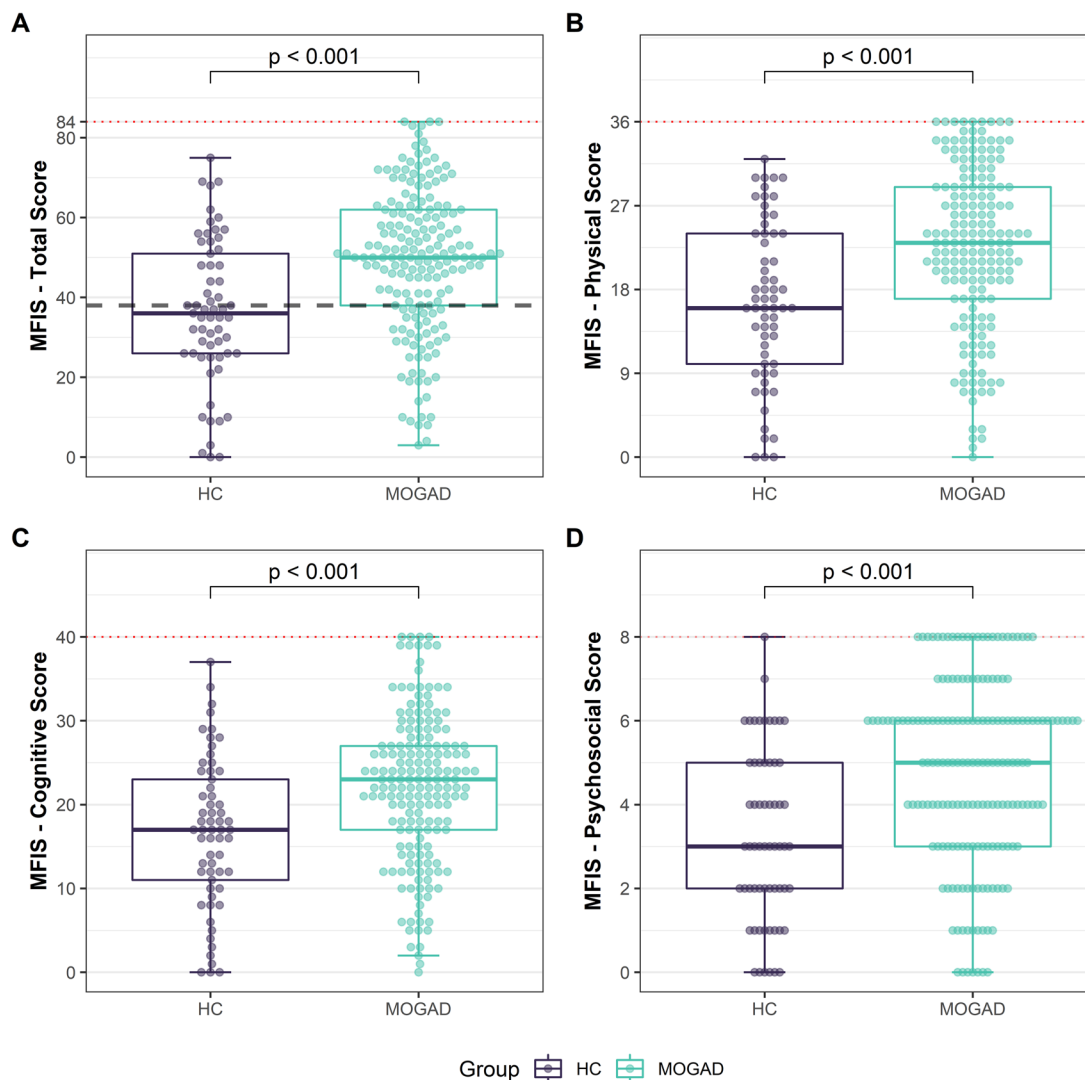 A
MFIS - Total Score
p < 0.001
84
80
60
40
20
0
HC
MOGAD
B
MFIS - Physical Score
p < 0.001
36
27
18
9
0
HC
MOGAD
C
MFIS - Cognitive Score
p < 0.001
40
30
20
10
0
HC
MOGAD
D
MFIS - Psychosocial Score
p < 0.001
8
6
4
2
0
HC
MOGAD
Group HC MOGAD